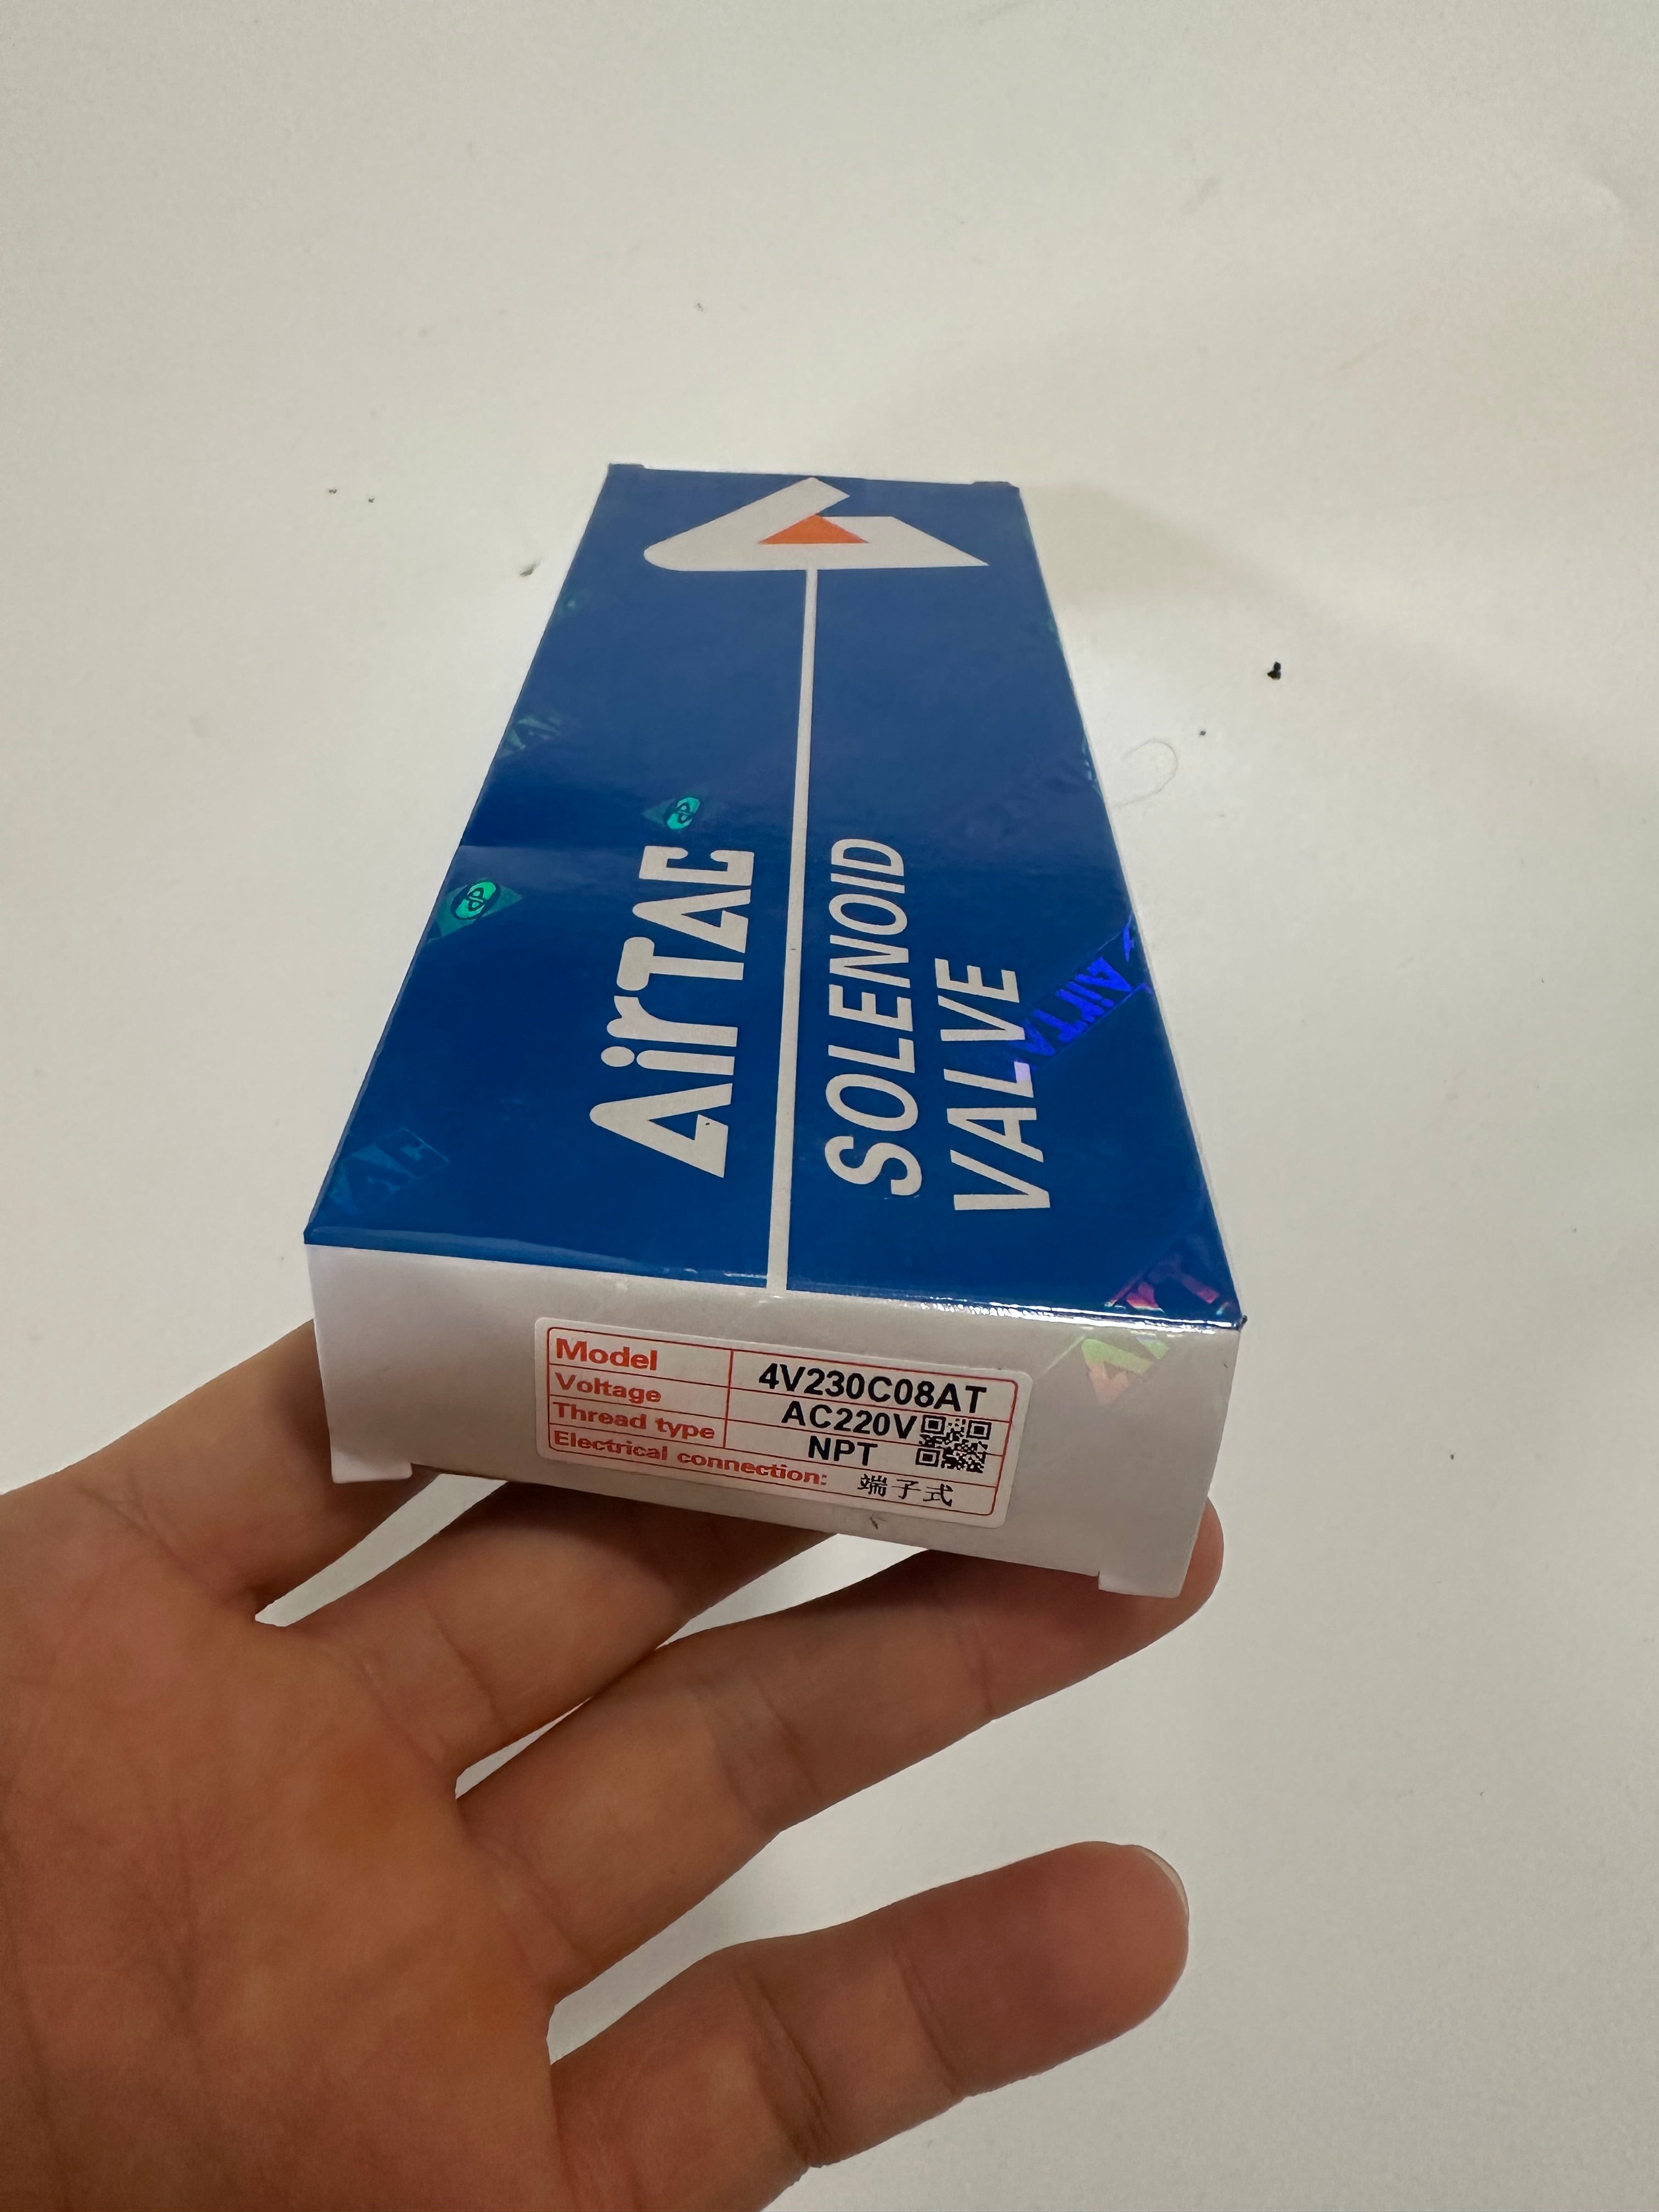 AirTAC
SOLENOID
VALVE
Model 4V230C08AT
Voltage AC220V
Thread type NPT
Electrical connection: 端子式